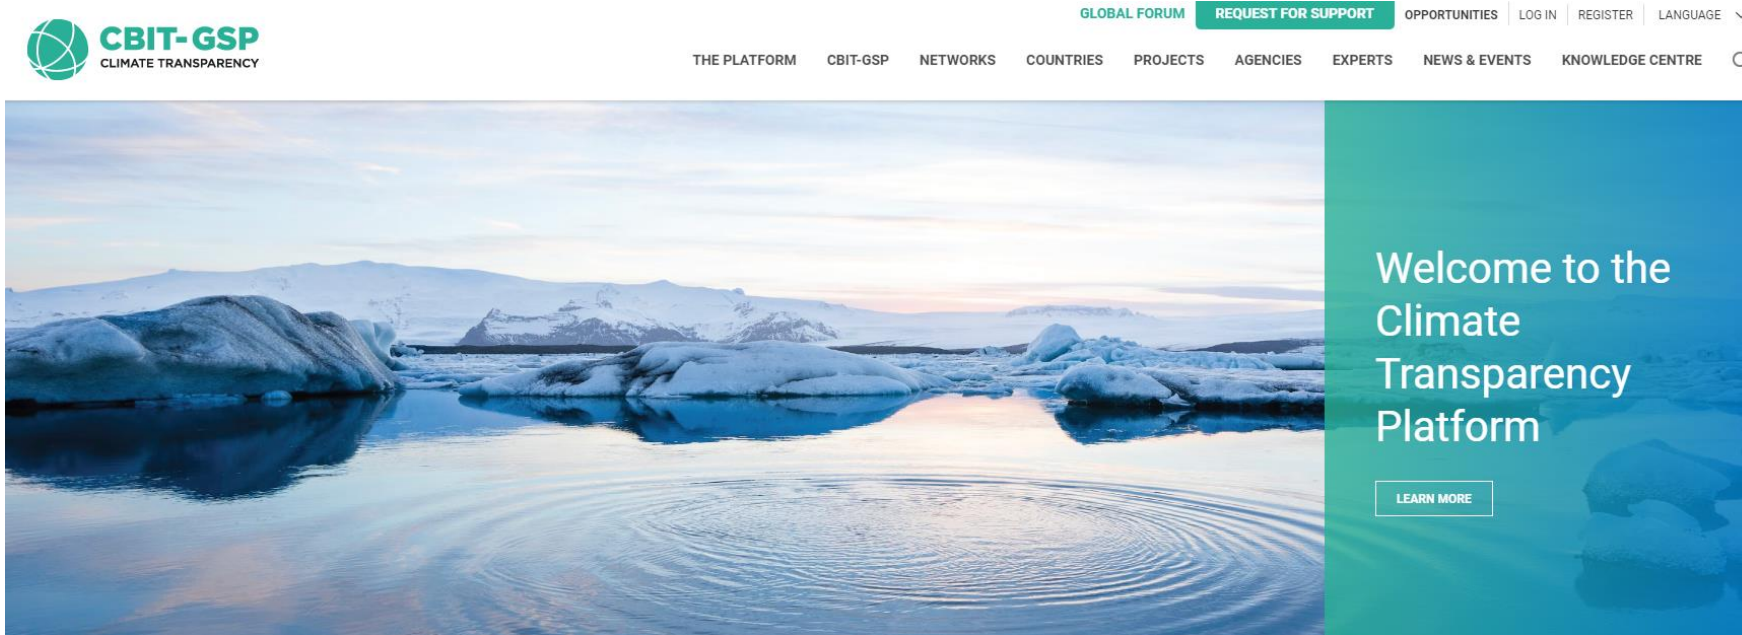 GLOBAL FORUM REQUEST FOR SUPPORT OPPORTUNITIES LOG IN REGISTER LANGUAGE
CBIT-GSP
CLIMATE TRANSPARENCY
THE PLATFORM CBIT-GSP NETWORKS COUNTRIES PROJECTS AGENCIES EXPERTS NEWS & EVENTS KNOWLEDGE CENTRE
Welcome to the
Climate
Transparency
Platform
LEARN MORE